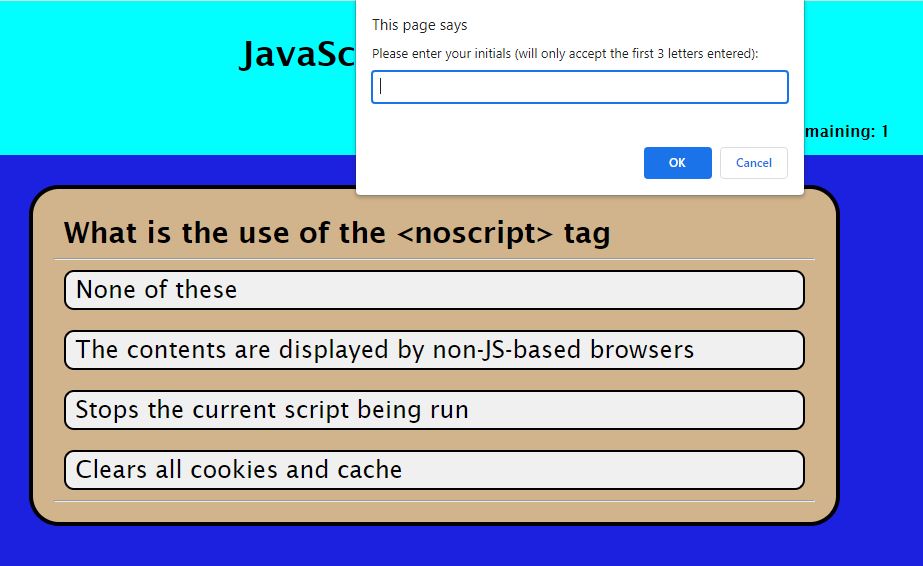 This page says
Please enter your initials (will only accept the first 3 letters entered):
OK
Cancel
JavaSc
maining: 1
What is the use of the <noscript> tag
None of these
The contents are displayed by non-JS-based browsers
Stops the current script being run
Clears all cookies and cache